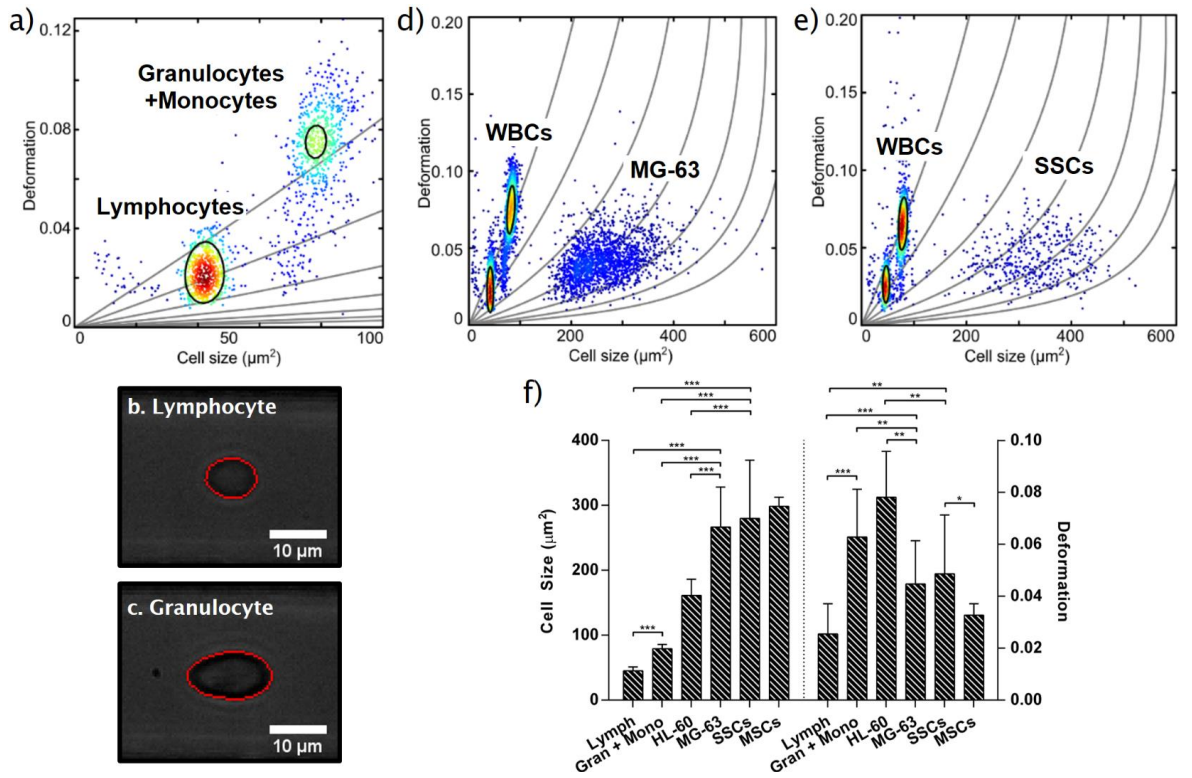 a)
0.12
0.08
0.04
0
Deformation
Granulocytes
+Monocytes
Lymphocytes
50
100
Cell size (µm²)
d)
0.20
0.15
0.10
0.05
0
Deformation
WBCs
MG-63
200
400
600
Cell size (µm²)
e)
0.20
0.15
0.10
0.05
0
Deformation
WBCs
SSCs
200
400
600
Cell size (µm²)
b. Lymphocyte
10 µm
c. Granulocyte
10 µm
f)
***
***
***
***
***
***
***
**
**
***
**
**
***
*
400
300
200
100
0
Cell Size (µm²)
0.10
0.08
0.06
0.04
0.02
0.00
Deformation
Lymph
Gran + Mono
HL-60
MG-63
SSCs
MSCs
Lymph
Gran + Mono
HL-60
MG-63
SSCs
MSCs